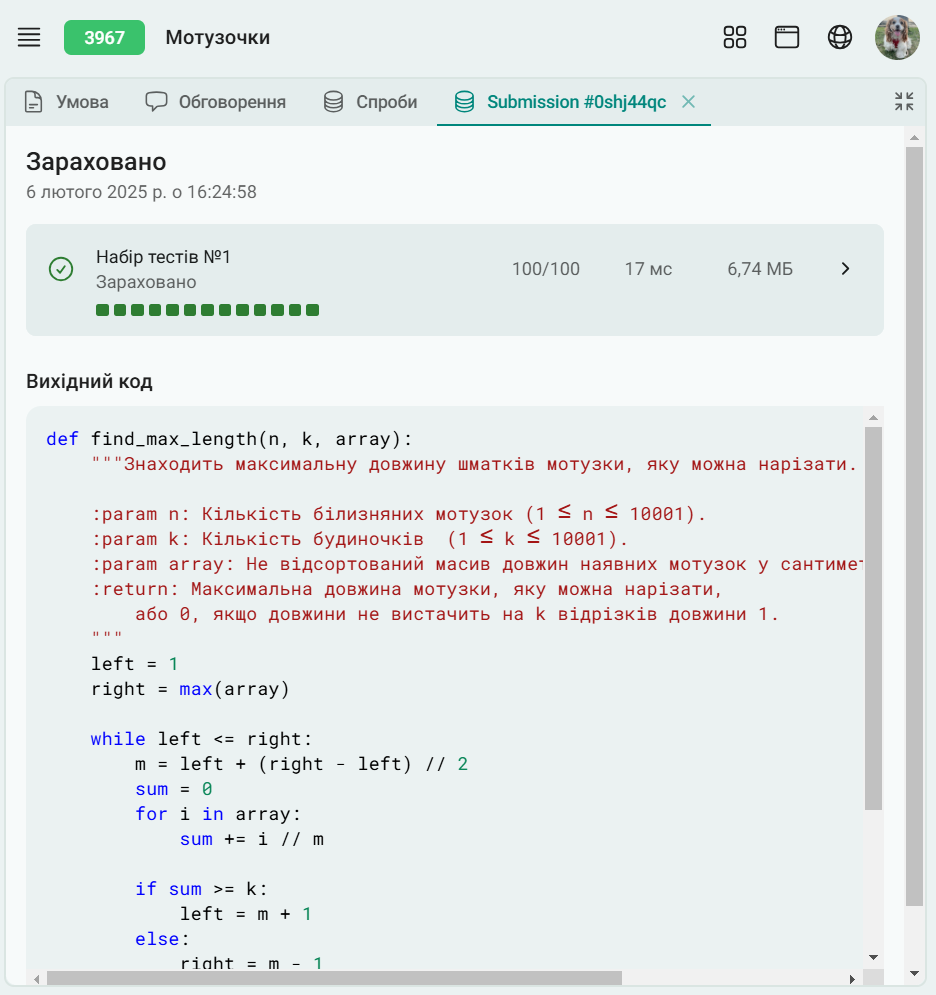 3967 Мотузочки
Умова Обговорення Спроби Submission #0shj44qc
Зараховано
6 лютого 2025 р. о 16:24:58
Набір тестів №1
Зараховано
100/100 17 мс 6,74 МБ
Вихідний код
def find_max_length(n, k, array):
    """Знаходить максимальну довжину шматків мотузки, яку можна нарізати.
    :param n: Кількість білизняних мотузок (1 ≤ n ≤ 10001).
    :param k: Кількість будиночків  (1 ≤ k ≤ 10001).
    :param array: Не відсортований масив довжин наявних мотузок у сантимет
    :return: Максимальна довжина мотузки, яку можна нарізати,
        або 0, якщо довжини не вистачить на k відрізків довжини 1.
    """
    left = 1
    right = max(array)
    while left <= right:
        m = left + (right - left) // 2
        sum = 0
        for i in array:
            sum += i // m
        if sum >= k:
            left = m + 1
        else:
            right = m - 1